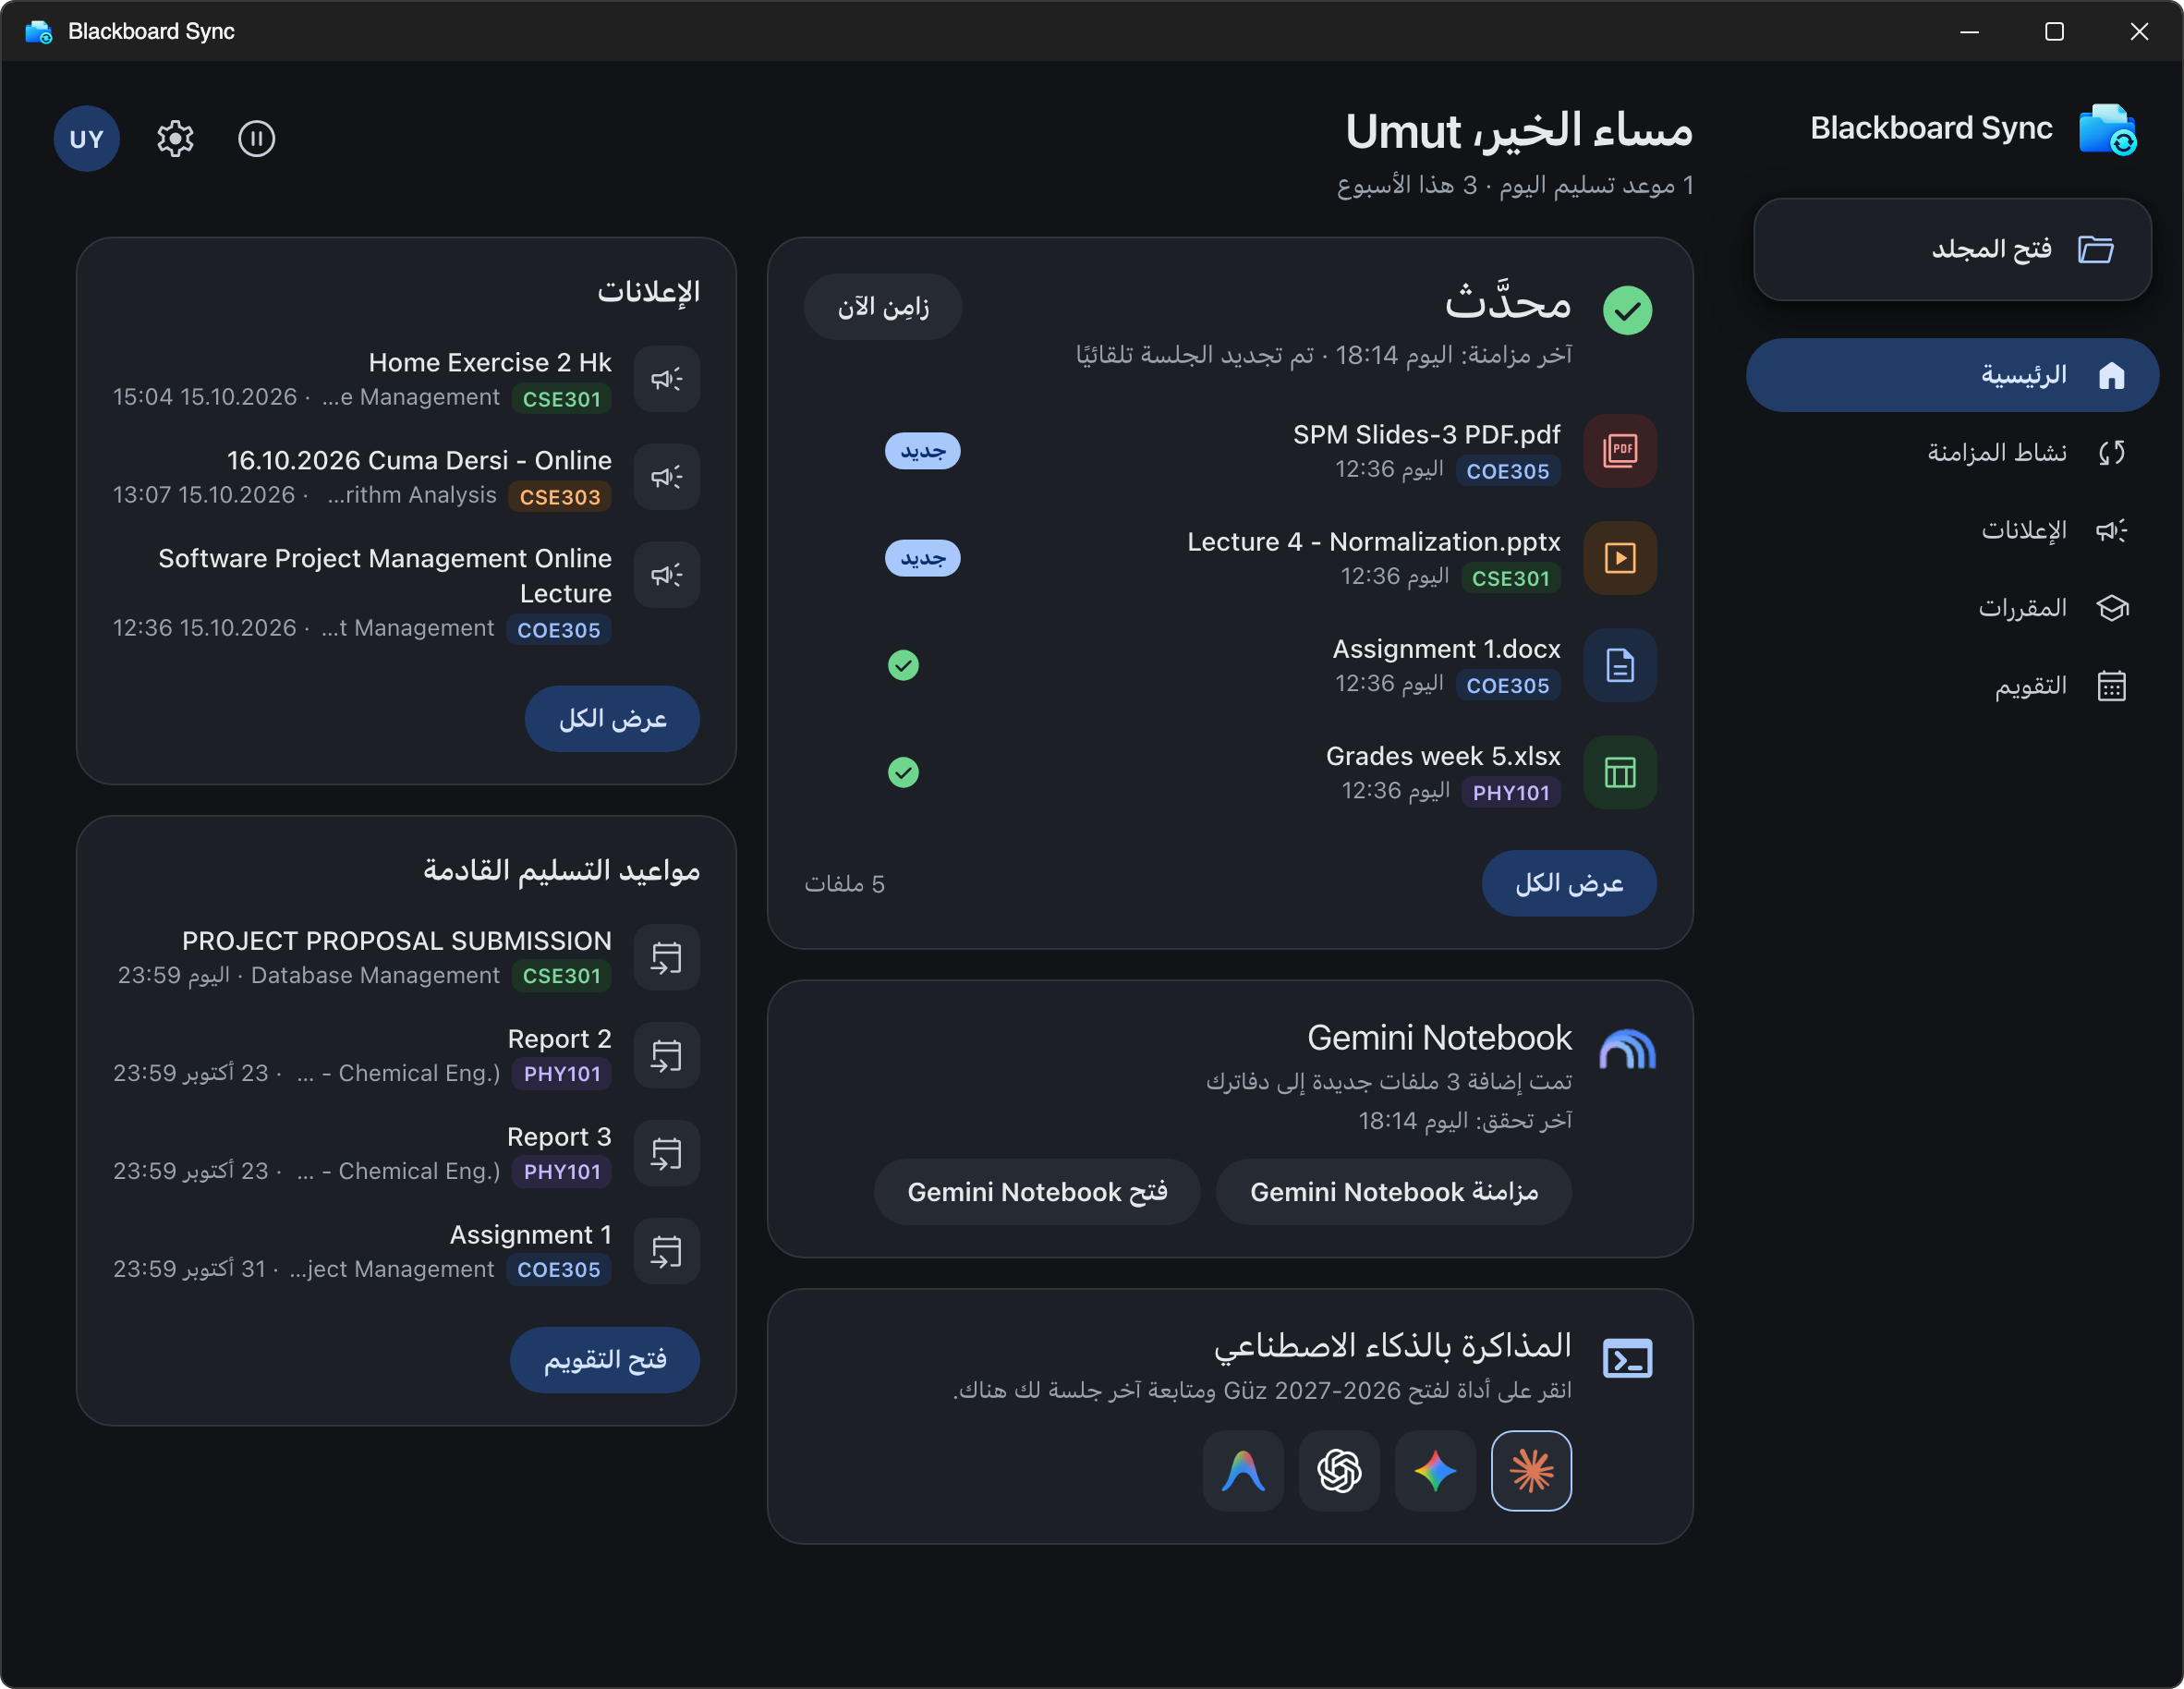 Blackboard Sync
Blackboard Sync
فتح المجلد
الرئيسية
نشاط المزامنة
الإعلانات
المقررات
التقويم
مساء الخير، Umut
1 موعد تسليم اليوم · 3 هذا الأسبوع
UY
محدَّث
آخر مزامنة: اليوم 18:14 · تم تجديد الجلسة تلقائيًا
زامِن الآن
SPM Slides-3 PDF.pdf
COE305 اليوم 12:36
جديد
PDF
Lecture 4 - Normalization.pptx
CSE301 اليوم 12:36
جديد
Assignment 1.docx
COE305 اليوم 12:36
Grades week 5.xlsx
PHY101 اليوم 12:36
عرض الكل
5 ملفات
Gemini Notebook
تمت إضافة 3 ملفات جديدة إلى دفاترك
آخر تحقق: اليوم 18:14
مزامنة Gemini Notebook
فتح Gemini Notebook
المذاكرة بالذكاء الاصطناعي
انقر على أداة لفتح 2026-2027 Güz ومتابعة آخر جلسة لك هناك.
الإعلانات
Home Exercise 2 Hk
CSE301 ...e Management · 15.10.2026 15:04
16.10.2026 Cuma Dersi - Online
CSE303 ...rithm Analysis · 15.10.2026 13:07
Software Project Management Online
Lecture
COE305 ...t Management · 15.10.2026 12:36
عرض الكل
مواعيد التسليم القادمة
PROJECT PROPOSAL SUBMISSION
CSE301 Database Management · اليوم 23:59
Report 2
PHY101 ... - Chemical Eng.) · 23 أكتوبر 23:59
Report 3
PHY101 ... - Chemical Eng.) · 23 أكتوبر 23:59
Assignment 1
COE305 ...ject Management · 31 أكتوبر 23:59
فتح التقويم